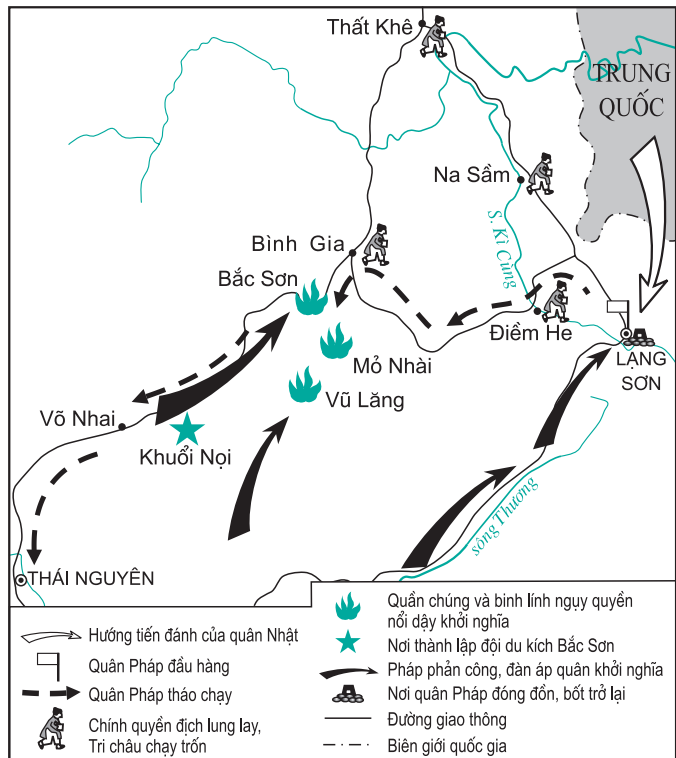 Thất Khê
TRUNG
QUỐC
Na Sầm
S. Kì Cùng
Bình Gia
Bắc Sơn
Điềm He
Mỏ Nhài
LẠNG
SƠN
Vũ Lăng
Võ Nhai
Khuổi Nọi
sông Thương
THÁI NGUYÊN
Hướng tiến đánh của quân Nhật
Quân Pháp đầu hàng
Quân Pháp tháo chạy
Chính quyền địch lung lay,
Tri châu chạy trốn
Quần chúng và binh lính ngụy quyền
nổi dậy khởi nghĩa
Nơi thành lập đội du kích Bắc Sơn
Pháp phản công, đàn áp quân khởi nghĩa
Nơi quân Pháp đóng đồn, bốt trở lại
Đường giao thông
Biên giới quốc gia